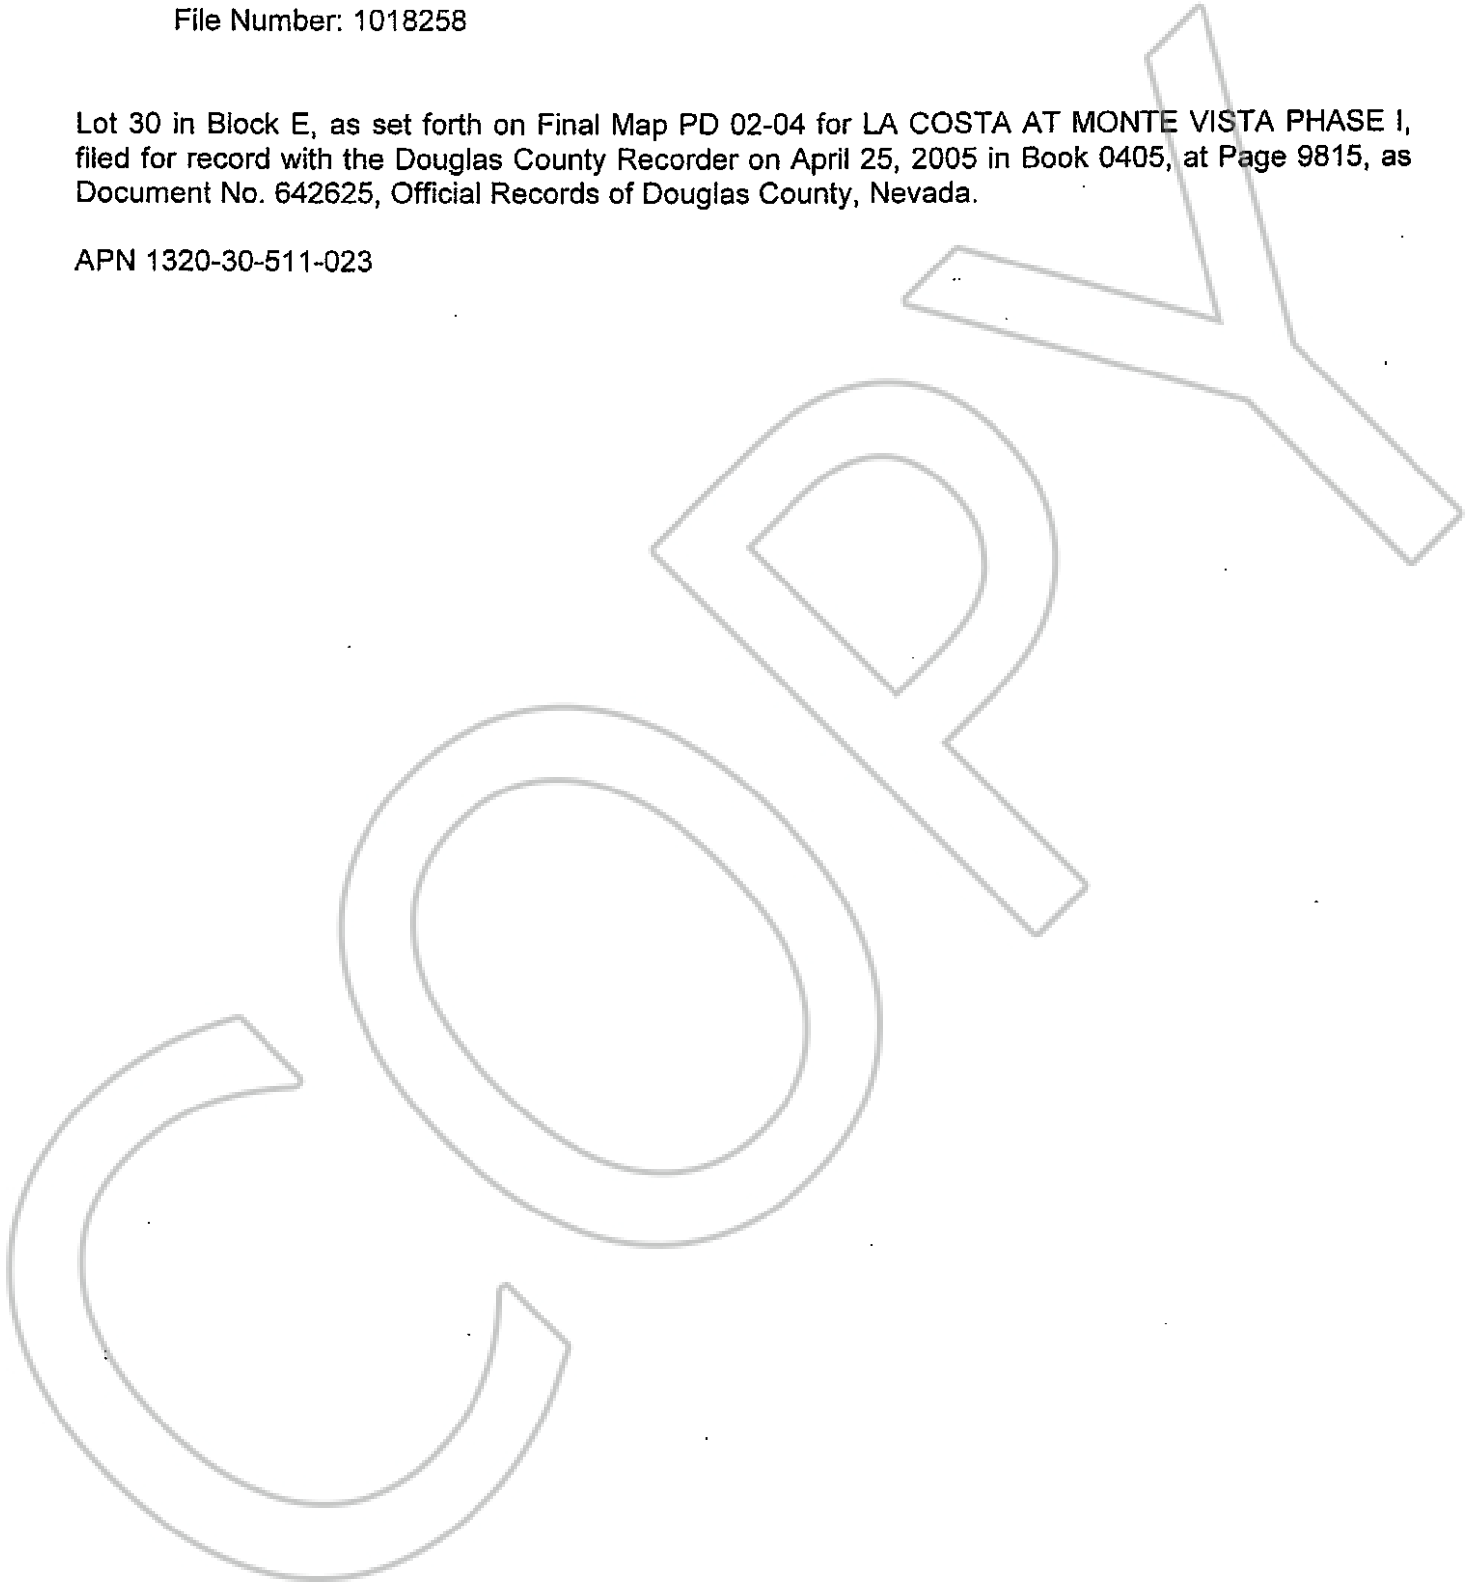 File Number: 1018258
Lot 30 in Block E, as set forth on Final Map PD 02-04 for LA COSTA AT MONTE VISTA PHASE I,
filed for record with the Douglas County Recorder on April 25, 2005 in Book 0405, at Page 9815, as
Document No. 642625, Official Records of Douglas County, Nevada.
APN 1320-30-511-023
COPY